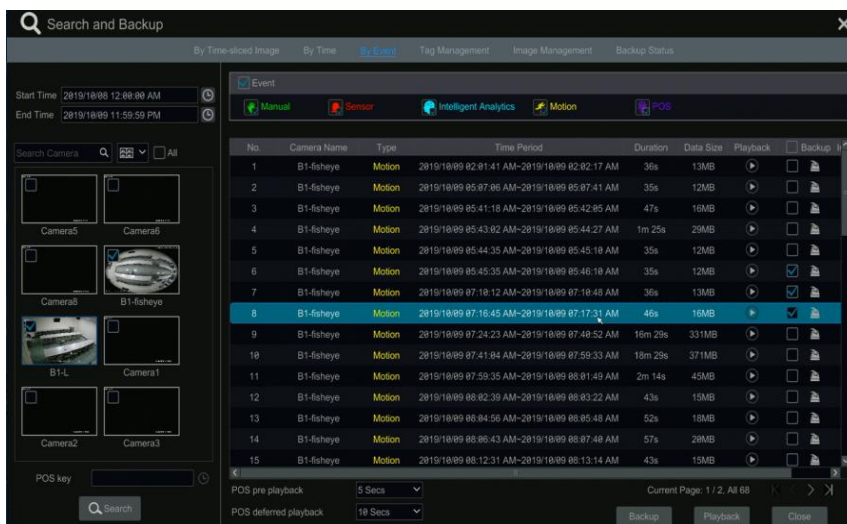 Search and Backup
By Time-sliced Image By Time By Event Tag Management Image Management Backup Status
Start Time 2019/10/08 12:00:00 AM
End Time 2019/10/09 11:59:59 PM
Event
Manual Sensor Intelligent Analytics Motion POS
Search Camera All
Camera5 Camera6
Camera8 B1-fisheye
B1-L Camera1
Camera2 Camera3
POS key
Search
No. Camera Name Type Time Period Duration Data Size Playback Backup
1 B1-fisheye Motion 2019/10/09 02:01:41 AM~2019/10/09 02:02:17 AM 36s 13MB
2 B1-fisheye Motion 2019/10/09 05:07:06 AM~2019/10/09 05:07:41 AM 35s 12MB
3 B1-fisheye Motion 2019/10/09 05:41:18 AM~2019/10/09 05:42:05 AM 47s 16MB
4 B1-fisheye Motion 2019/10/09 05:43:02 AM~2019/10/09 05:44:27 AM 1m 25s 29MB
5 B1-fisheye Motion 2019/10/09 05:44:35 AM~2019/10/09 05:45:10 AM 35s 12MB
6 B1-fisheye Motion 2019/10/09 05:45:35 AM~2019/10/09 05:46:10 AM 35s 12MB
7 B1-fisheye Motion 2019/10/09 07:10:12 AM~2019/10/09 07:10:48 AM 36s 13MB
8 B1-fisheye Motion 2019/10/09 07:16:45 AM~2019/10/09 07:17:31 AM 46s 16MB
9 B1-fisheye Motion 2019/10/09 07:24:23 AM~2019/10/09 07:40:52 AM 16m 29s 331MB
10 B1-fisheye Motion 2019/10/09 07:41:04 AM~2019/10/09 07:59:33 AM 18m 29s 371MB
11 B1-fisheye Motion 2019/10/09 07:59:35 AM~2019/10/09 08:01:49 AM 2m 14s 45MB
12 B1-fisheye Motion 2019/10/09 08:02:39 AM~2019/10/09 08:03:22 AM 43s 15MB
13 B1-fisheye Motion 2019/10/09 08:04:56 AM~2019/10/09 08:05:48 AM 52s 18MB
14 B1-fisheye Motion 2019/10/09 08:06:43 AM~2019/10/09 08:07:40 AM 57s 20MB
15 B1-fisheye Motion 2019/10/09 08:12:31 AM~2019/10/09 08:13:14 AM 43s 15MB
POS pre playback 5 Secs Current Page: 1 / 2, All 68
POS deferred playback 10 Secs
Backup Playback Close